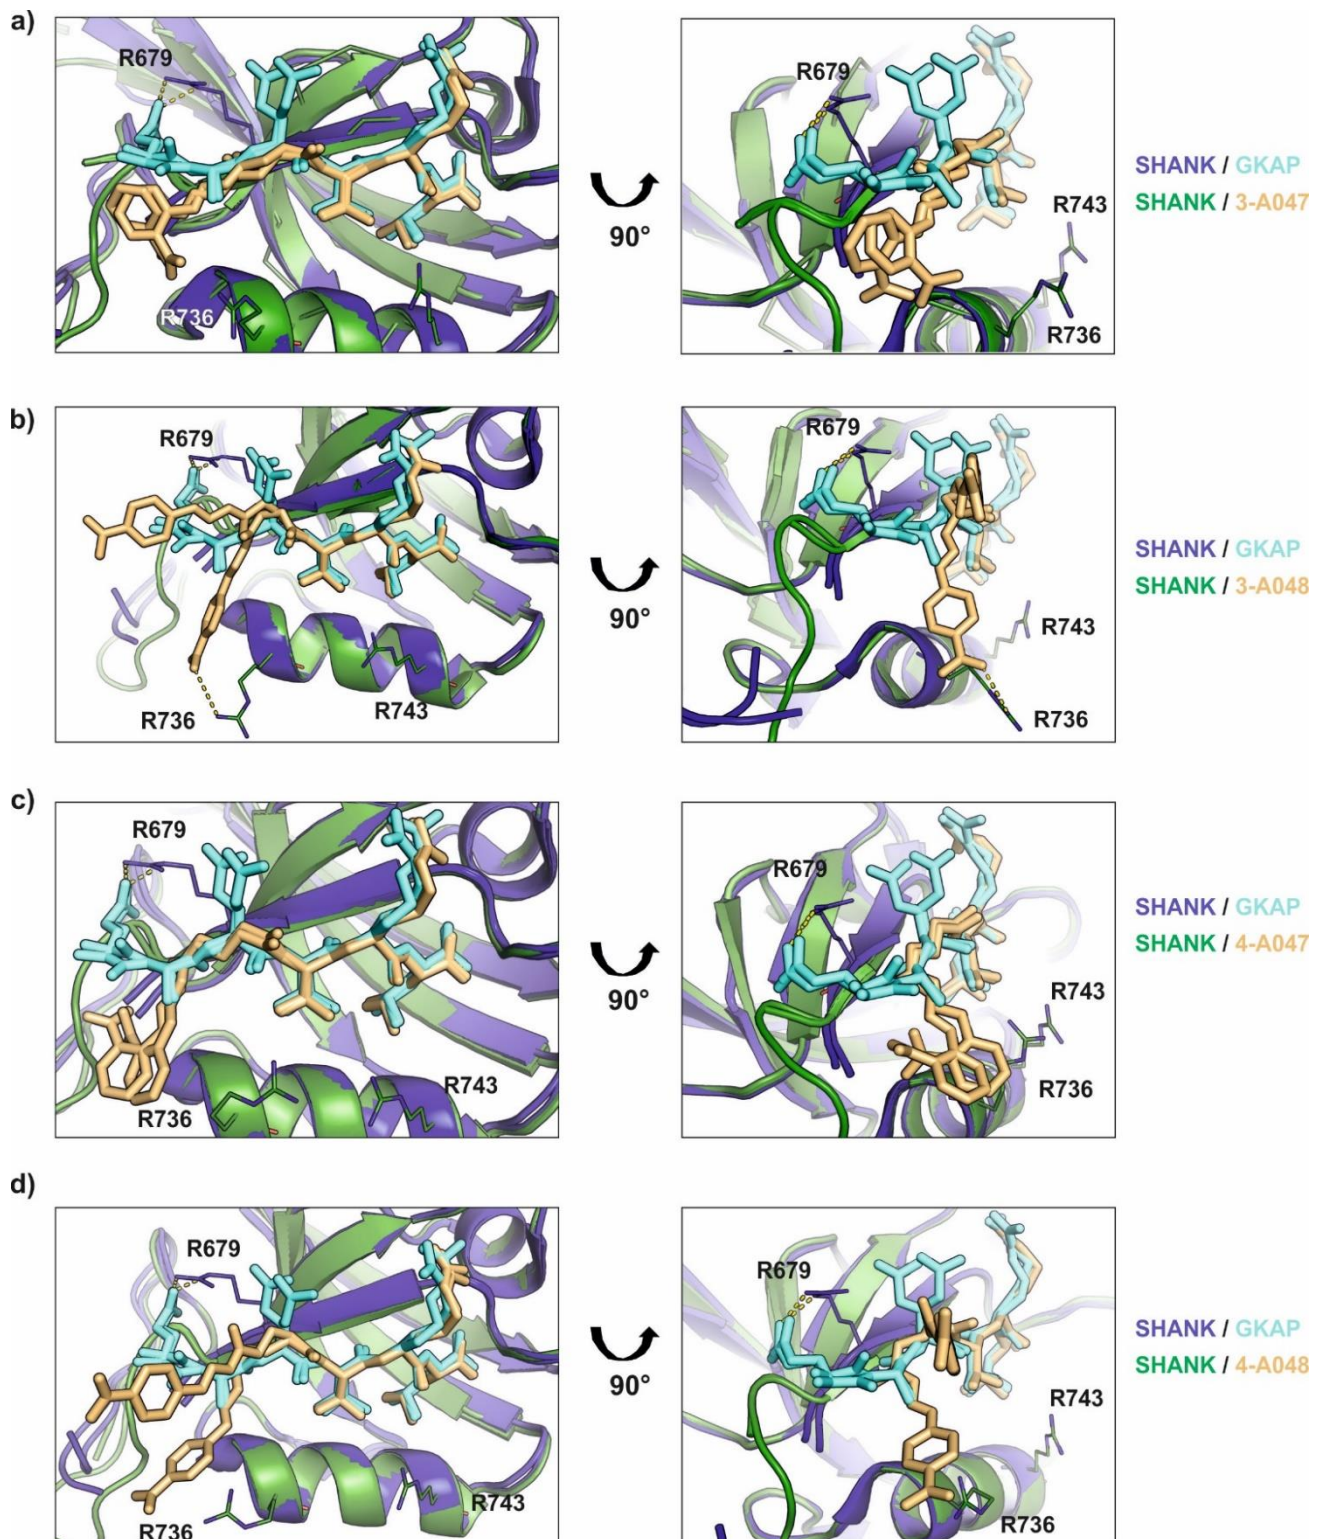 a)
R679
R736
90°
R679
R743
R736
SHANK / GKAP
SHANK / 3-A047
b)
R679
R736
R743
90°
R679
R743
R736
SHANK / GKAP
SHANK / 3-A048
c)
R679
R743
R736
90°
R679
R743
R736
SHANK / GKAP
SHANK / 4-A047
d)
R679
R743
R736
90°
R679
R743
R736
SHANK / GKAP
SHANK / 4-A048